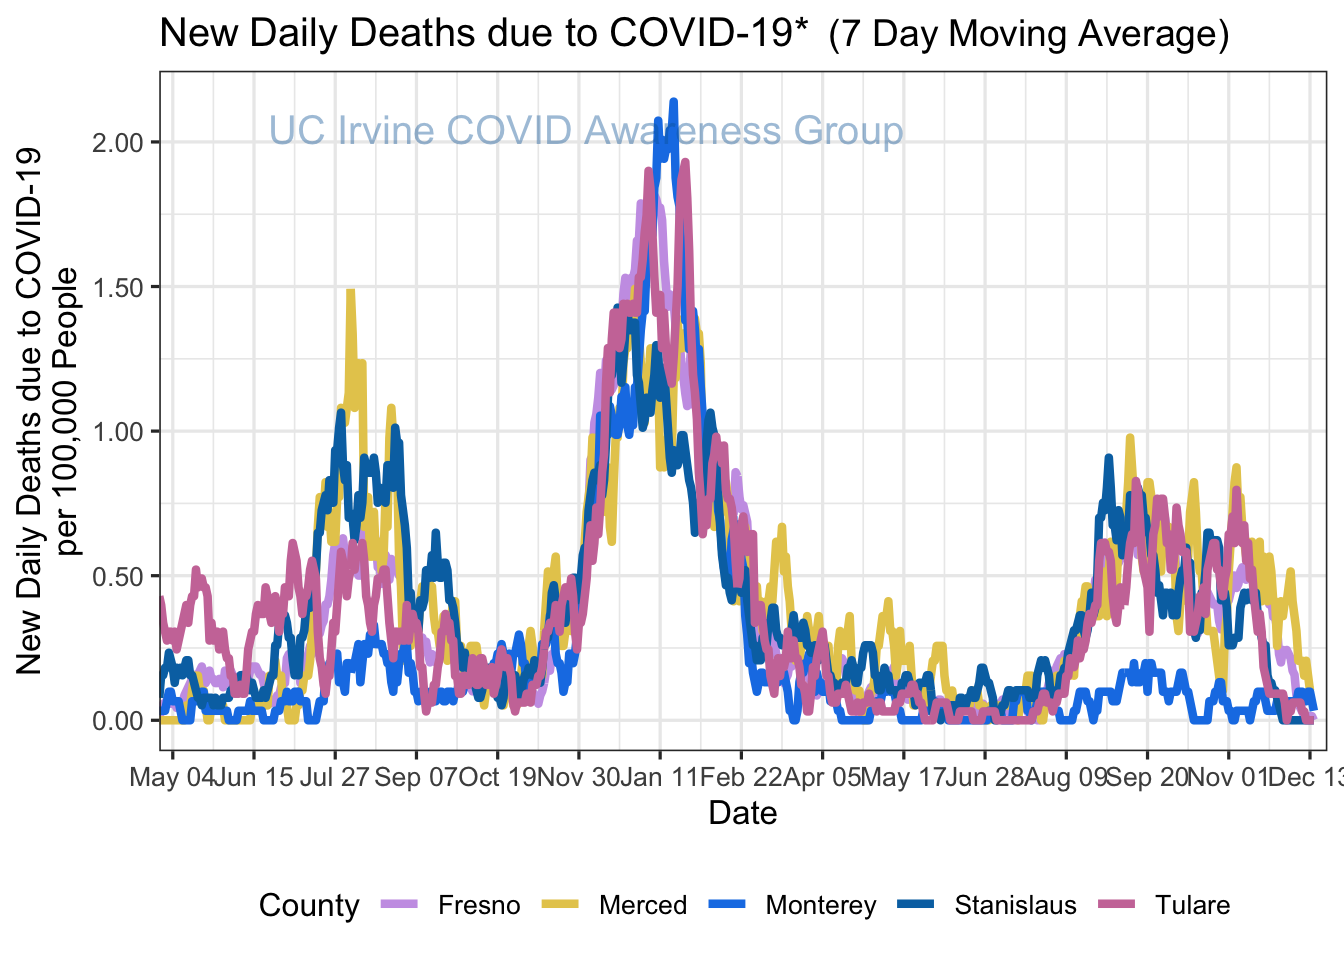 New Daily Deaths due to COVID-19* (7 Day Moving Average)
UC Irvine COVID Awareness Group
New Daily Deaths due to COVID-19
per 100,000 People
2.00
1.50
1.00
0.50
0.00
May 04 Jun 15 Jul 27 Sep 07 Oct 19 Nov 30 Jan 11 Feb 22 Apr 05 May 17 Jun 28 Aug 09 Sep 20 Nov 01 Dec 13
Date
County Fresno Merced Monterey Stanislaus Tulare